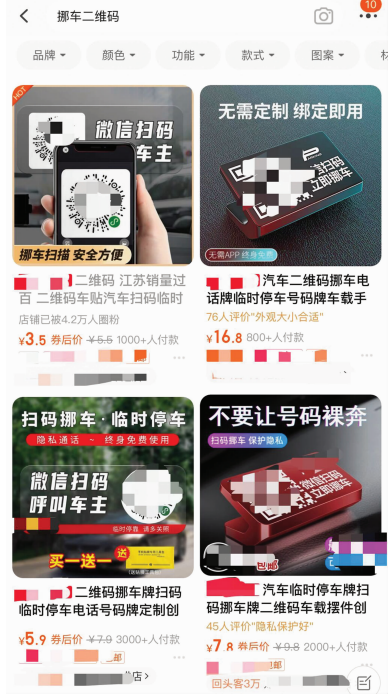 挪车二维码
10
品牌
颜色
功能
款式
图案
材
HOT
微信扫码
车主
挪车扫描 安全方便
二维码 江苏销量过
百 二维码车贴汽车扫码临时
店铺已被4.2万人圈粉
¥3.5 券后价 ¥5.5 1000+人付款
无需定制 绑定即用
扫码
立即挪车
无需APP 终身免费
汽车二维码挪车电
话牌临时停车号码牌车载手
76人评价"外观大小合适"
¥16.8 800+人付款
扫码挪车·临时停车
隐私通话 ~ 终身免费使用
微信扫码
呼叫车主
临时停靠 请多关照
买一送一 送
二维码挪车牌扫码
临时停车电话号码牌定制创
¥5.9 券后价 ¥7.9 3000+人付款
邮
店 >
不要让号码裸奔
扫码挪车 保护隐私
扫码
立即挪车
包邮
汽车临时停车牌扫
码挪车牌二维码车载摆件创
45人评价"隐私保护好"
¥7.8 券后价 ¥9.8 2000+人付款
包邮
回头客3万